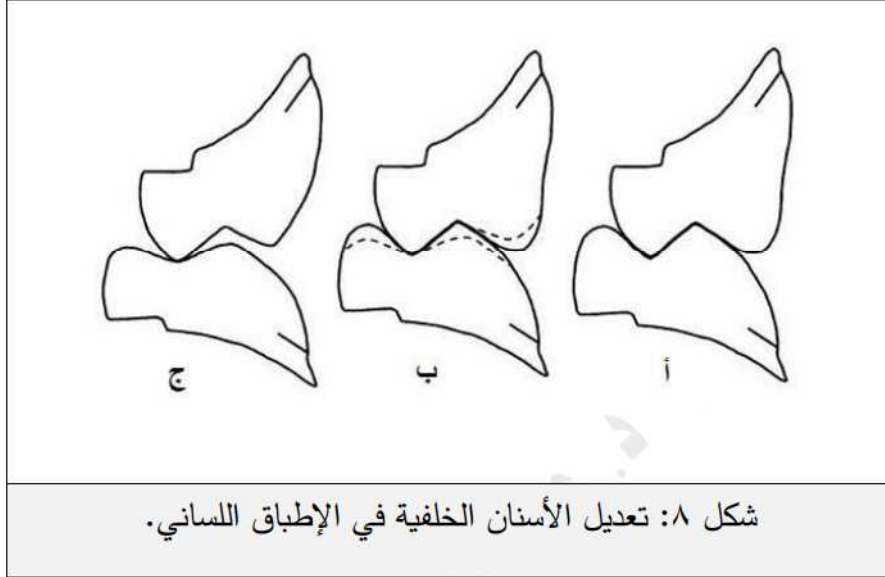 أ ب ج
شكل ٨: تعديل الأسنان الخلفية في الإطباق اللساني.